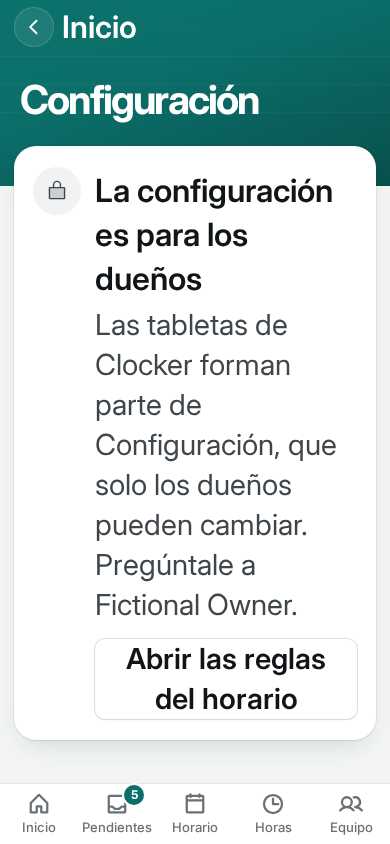 Inicio
Configuración
La configuración
es para los
dueños
Las tabletas de
Clocker forman
parte de
Configuración, que
solo los dueños
pueden cambiar.
Pregúntale a
Fictional Owner.
Abrir las reglas
del horario
5
Inicio
Pendientes
Horario
Horas
Equipo